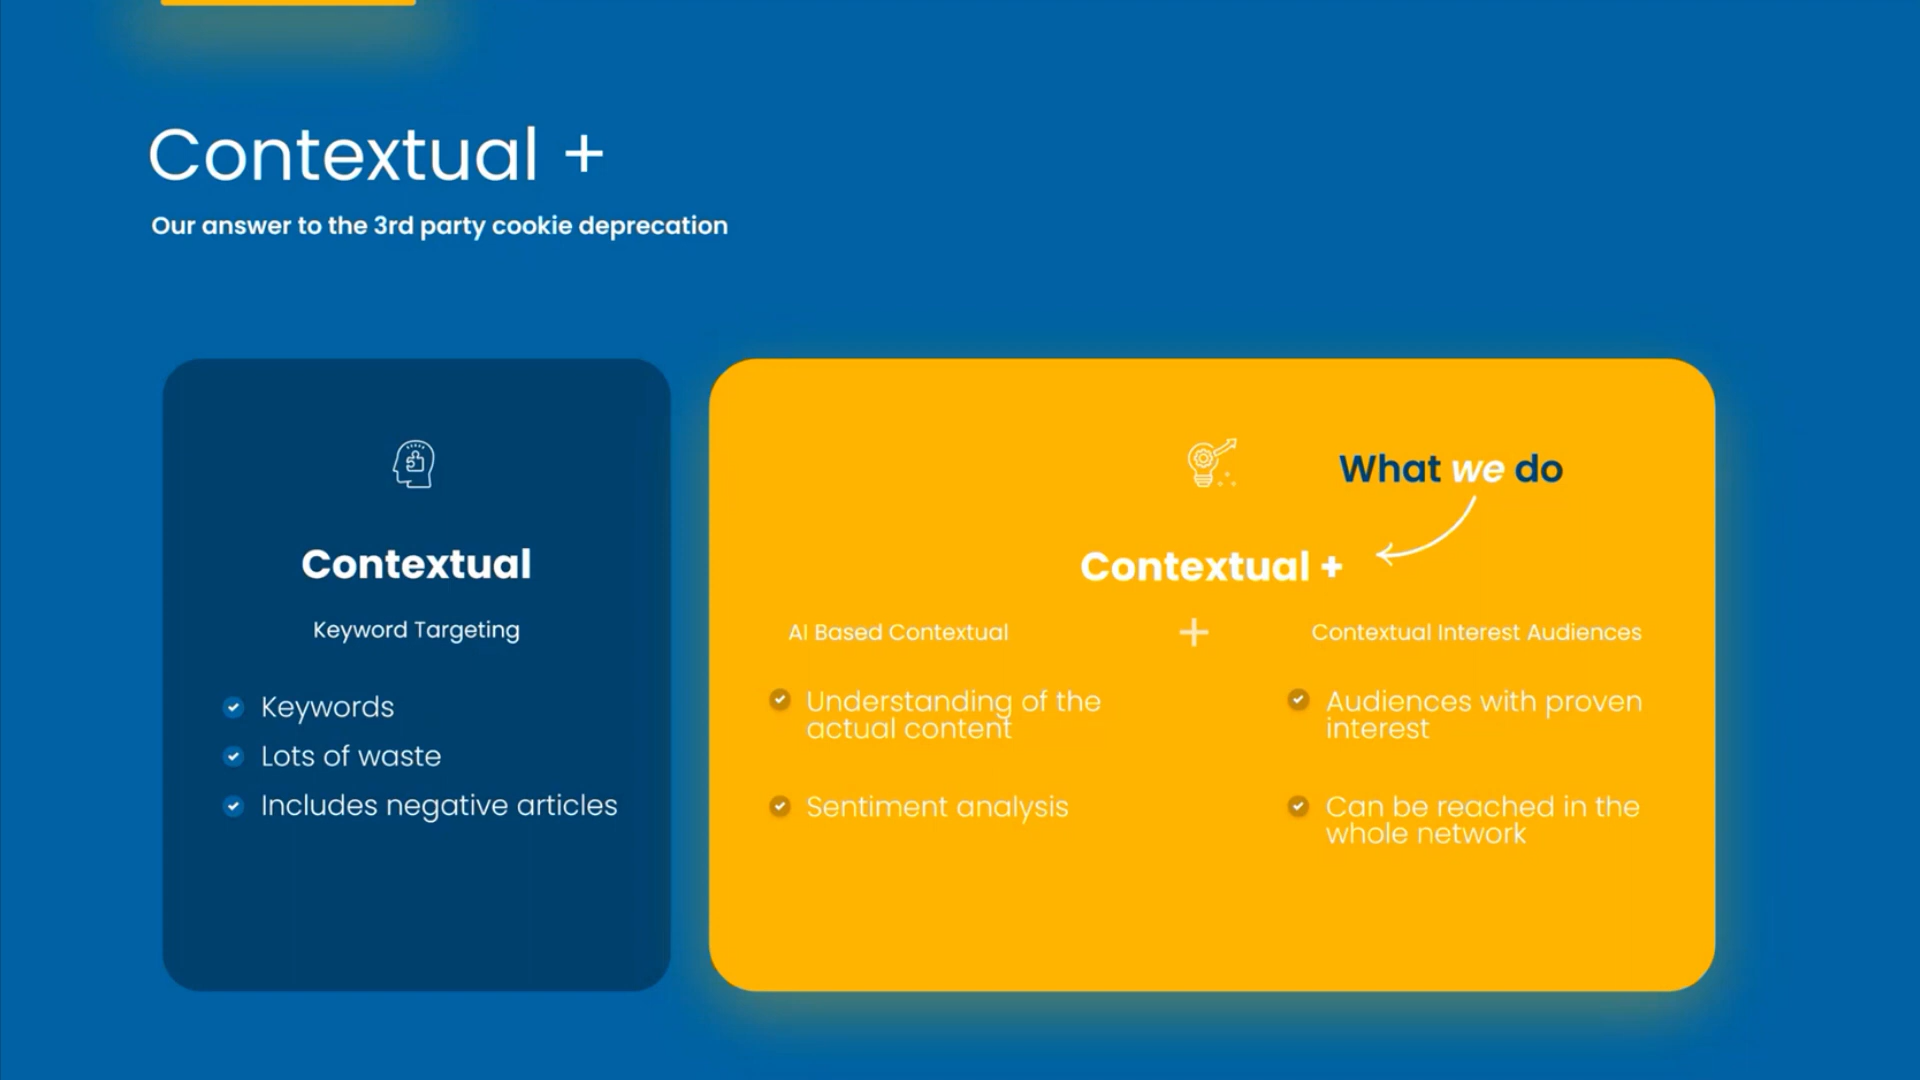 Contextual +
Our answer to the 3rd party cookie deprecation
Contextual
Keyword Targeting
Keywords
Lots of waste
Includes negative articles
What we do
Contextual +
AI Based Contextual
+
Contextual Interest Audiences
Understanding of the
actual content
Sentiment analysis
Audiences with proven
interest
Can be reached in the
whole network